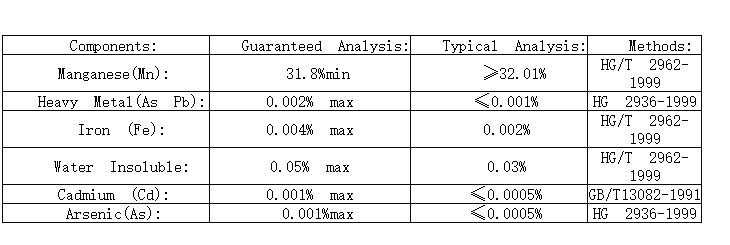 Components: Guaranteed Analysis: Typical Analysis: Methods:
Manganese(Mn): 31.8%min ≥32.01% HG/T 2962-
1999
Heavy Metal(As Pb): 0.002% max ≤0.001% HG 2936-1999
Iron (Fe): 0.004% max 0.002% HG/T 2962-
1999
Water Insoluble: 0.05% max 0.03% HG/T 2962-
1999
Cadmium (Cd): 0.001% max ≤0.0005% GB/T13082-1991
Arsenic(As): 0.001%max ≤0.0005% HG 2936-1999